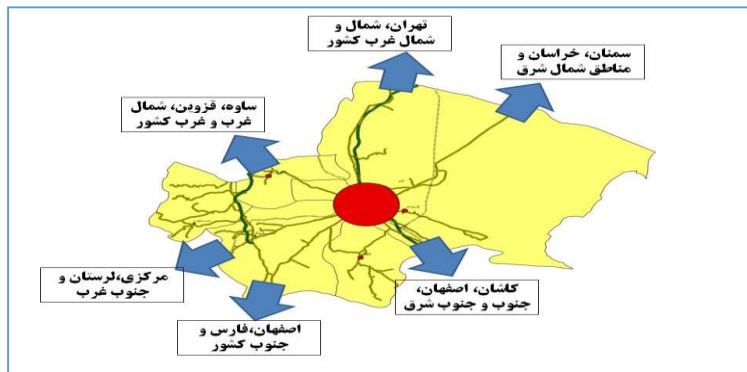 تهران، شمال و
شمال غرب کشور
سمنان، خراسان و
مناطق شمال شرق
ساوه، قزوین، شمال
غرب و غرب کشور
مرکزی،لرستان و
جنوب غرب
کاشان، اصفهان،
جنوب و جنوب شرق
اصفهان،فارس و
جنوب کشور